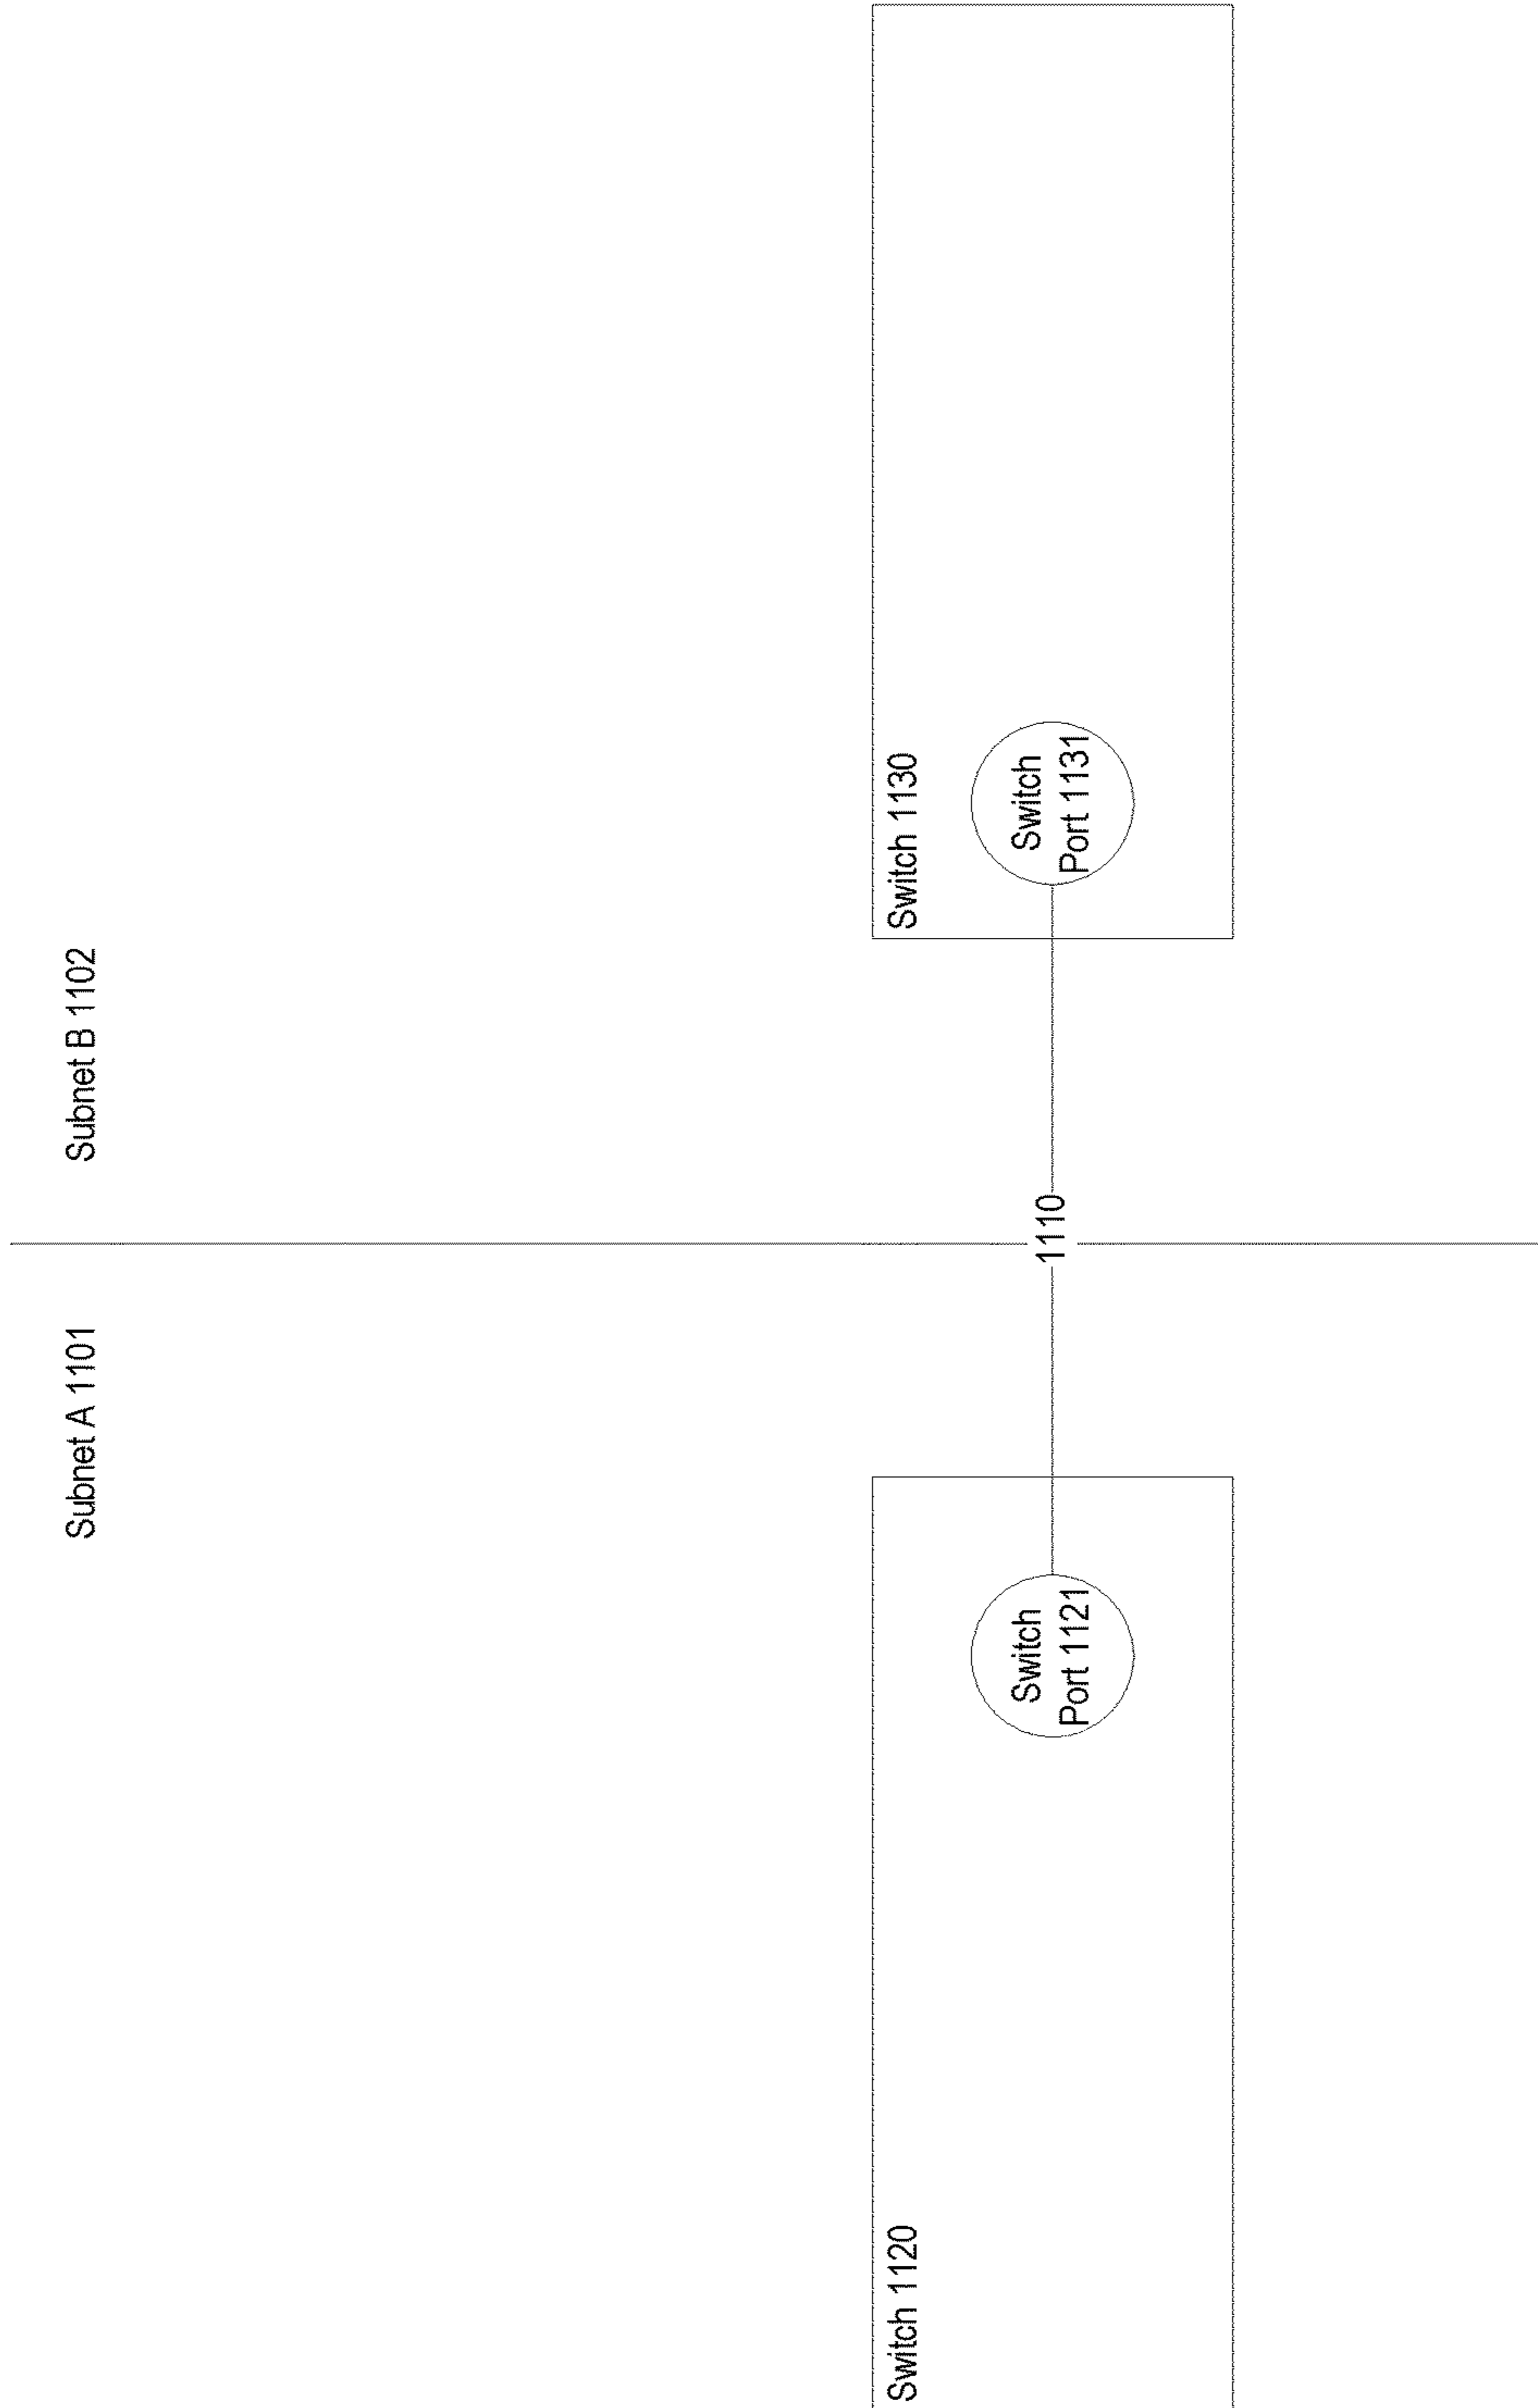 Subnet A 1101
Subnet B 1102
Switch 1120
Switch
Port 1121
1110
Switch 1130
Switch
Port 1131